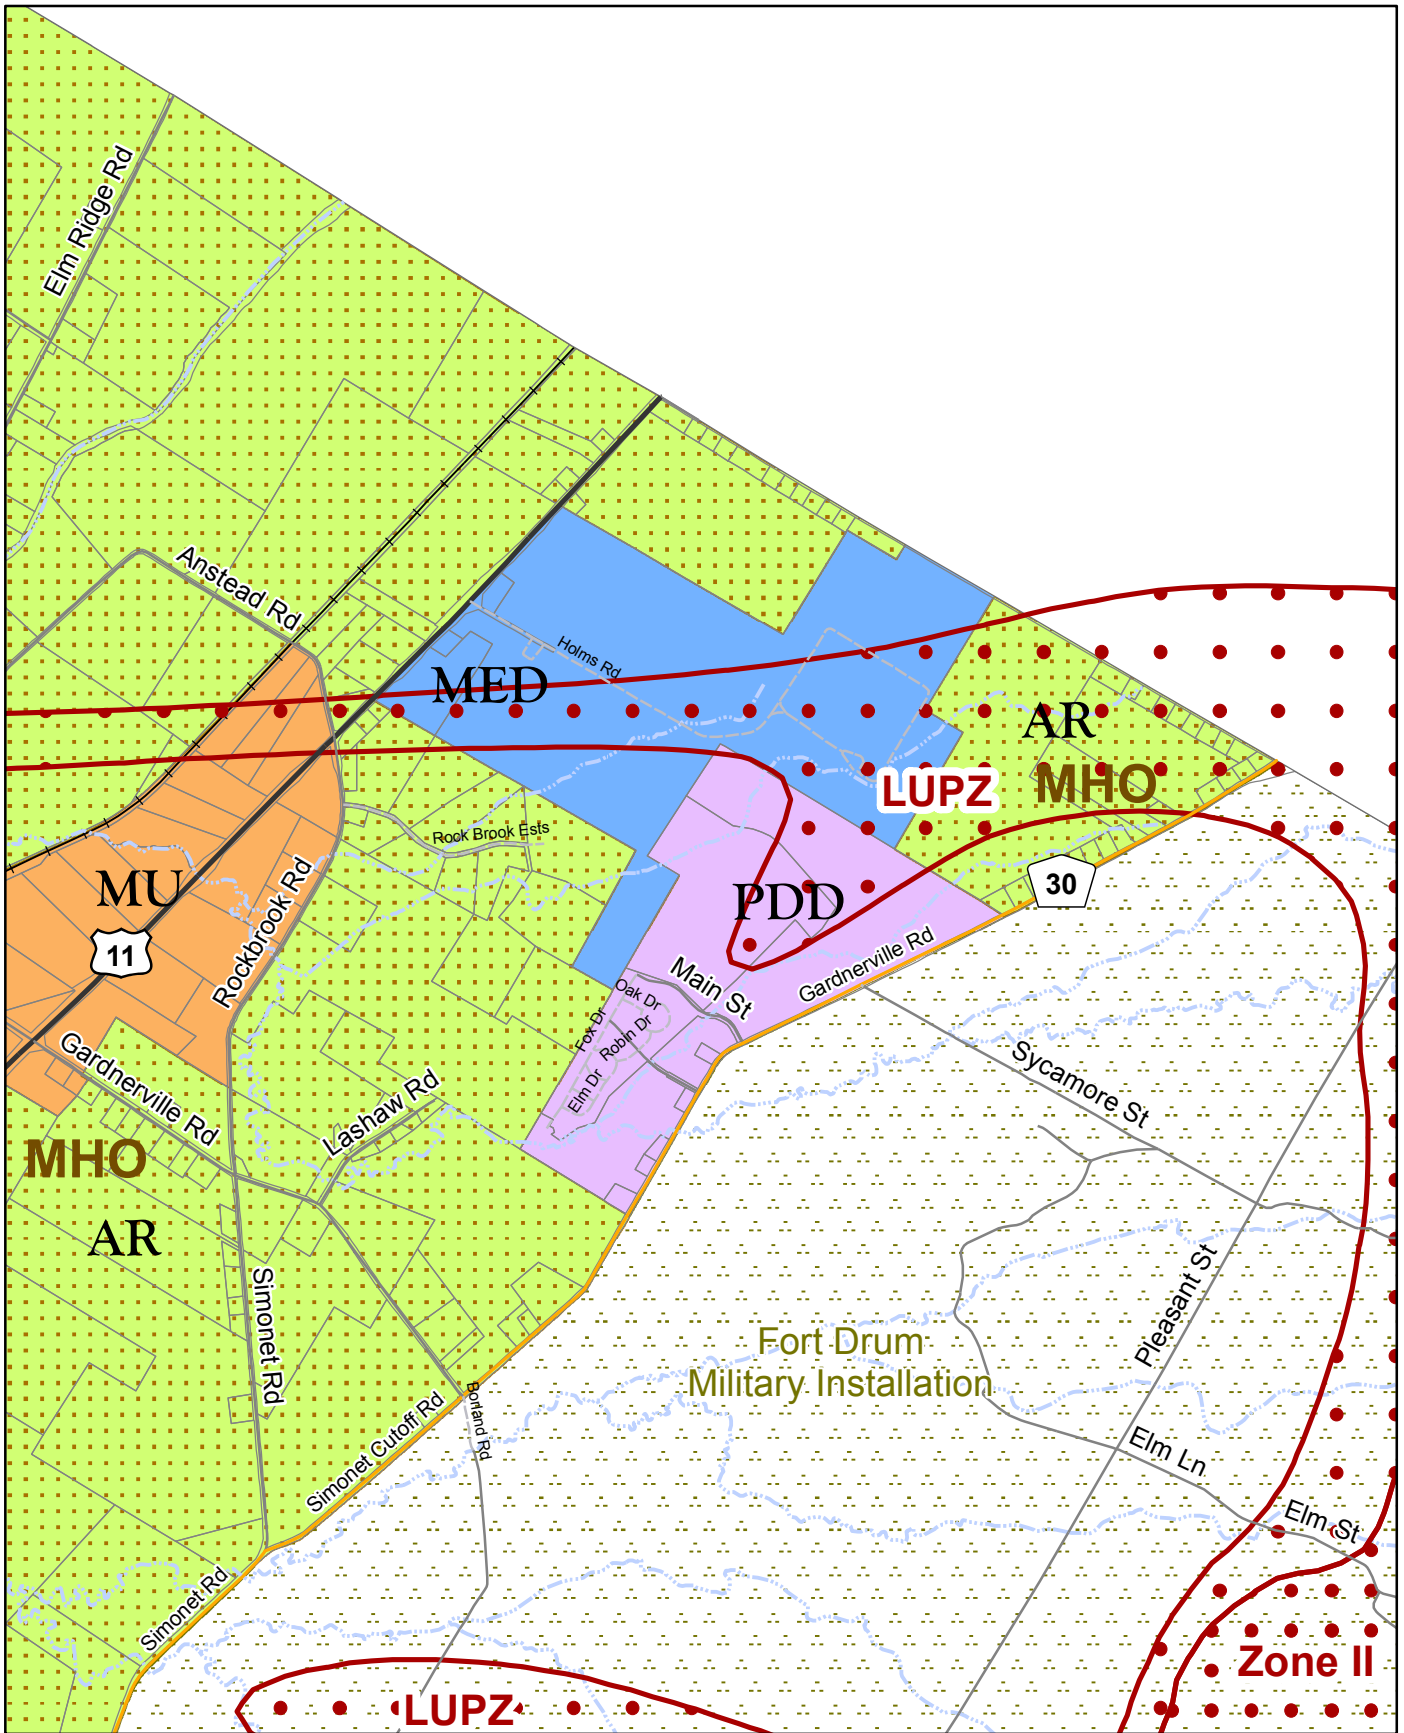 Elm Ridge Rd
Anstead Rd
Holms Rd
MED
AR
MHO
LUPZ
Rock Brook Ests
MU
11
Rockbrook Rd
PDD
30
Gardnerville Rd
Main St
Oak Dr
Fox Dr
Robin Dr
Elm Dr
Gardnerville Rd
Lashaw Rd
Sycamore St
MHO
AR
Simonet Rd
Pleasant St
Fort Drum
Military Installation
Simonet Cutoff Rd
Borland Rd
Elm Ln
Elm St
Simonet Rd
Zone II
LUPZ